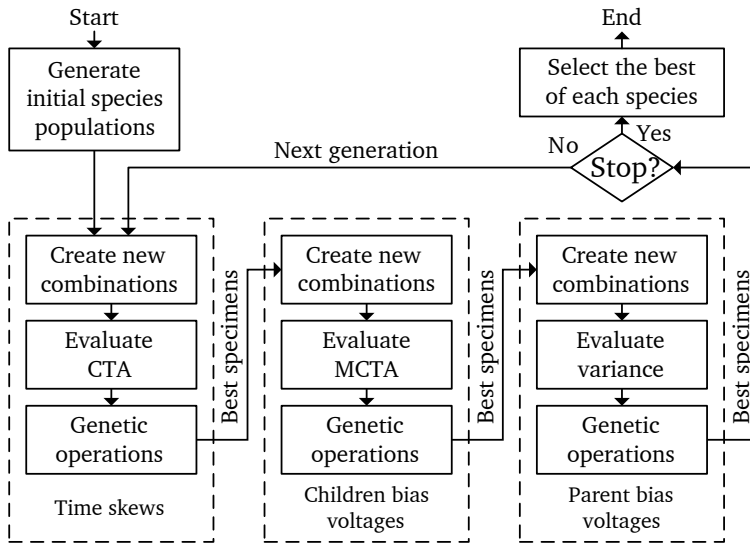 Start
Generate
initial species
populations
End
Select the best
of each species
Yes
No
Stop?
Next generation
Create new
combinations
Evaluate
CTA
Genetic
operations
Time skews
Best specimens
Create new
combinations
Evaluate
MCTA
Genetic
operations
Children bias
voltages
Best specimens
Create new
combinations
Evaluate
variance
Genetic
operations
Parent bias
voltages
Best specimens